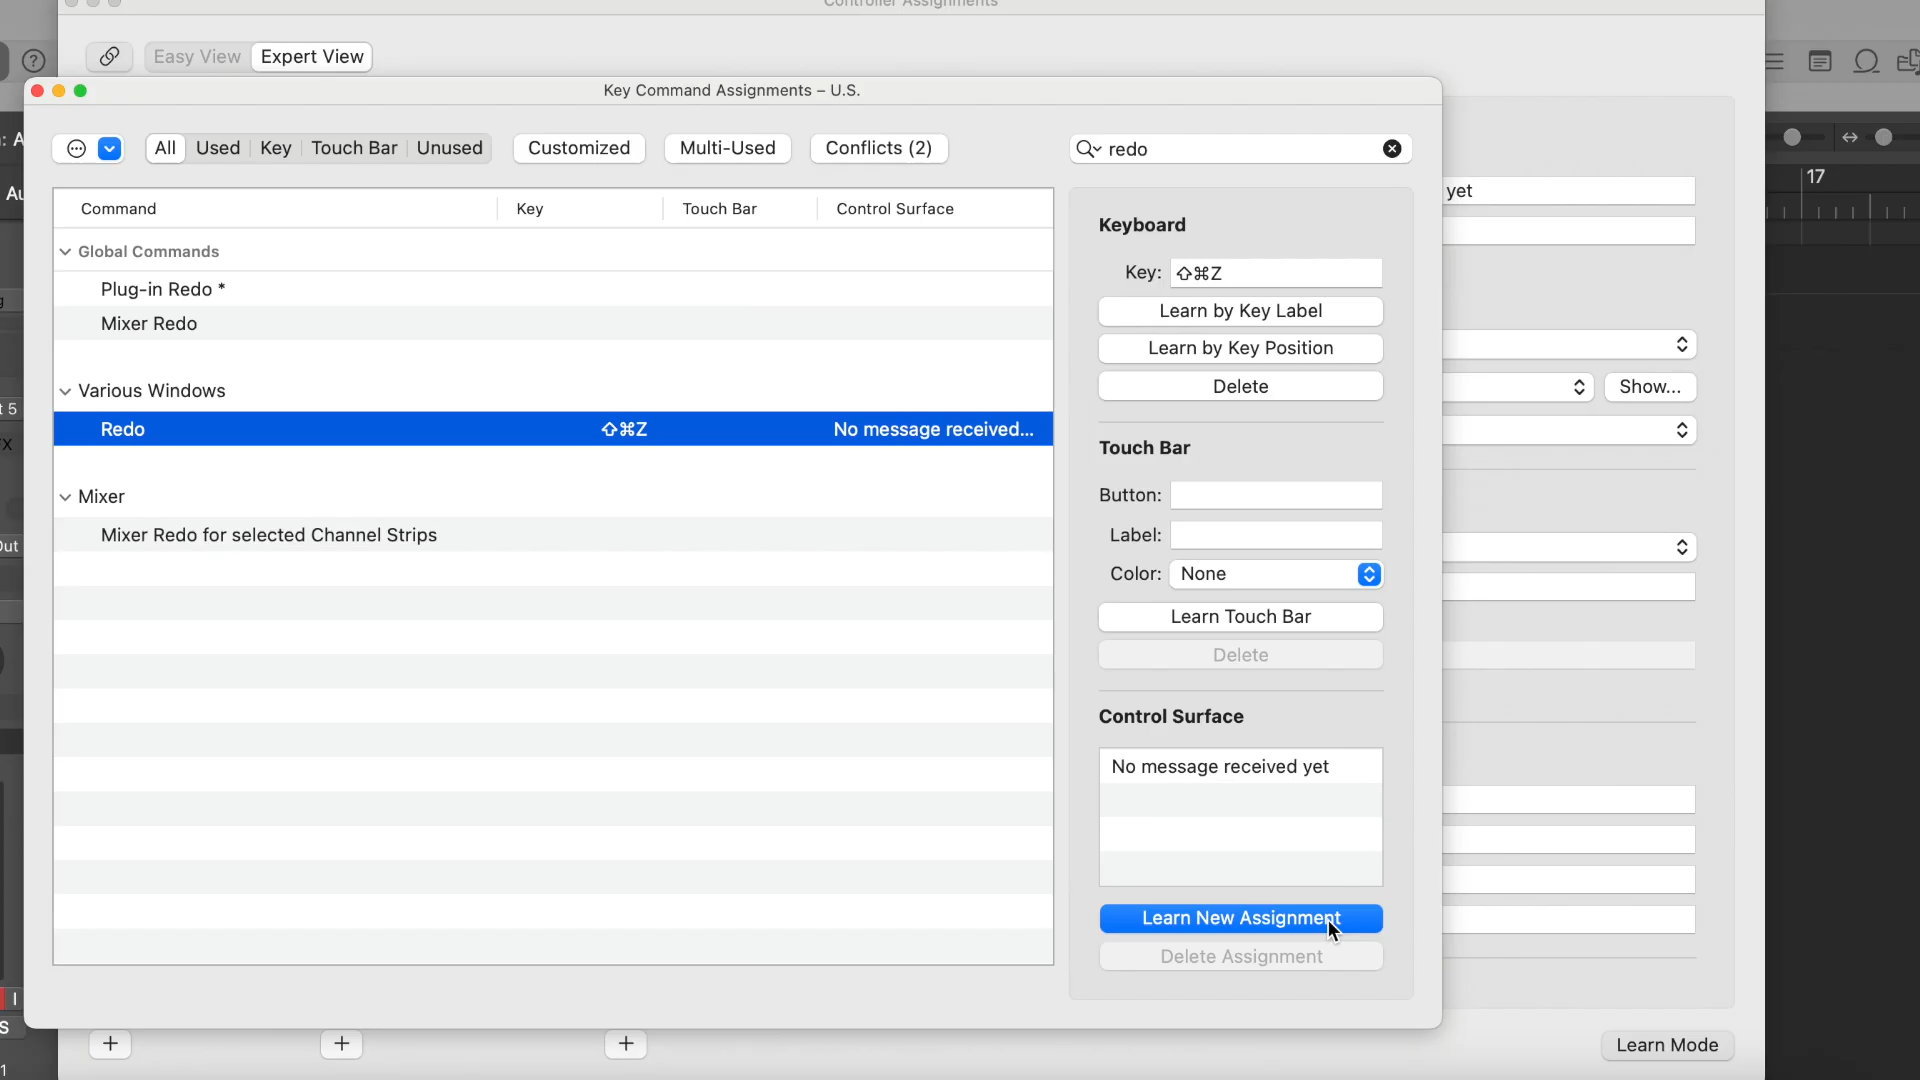 Controller Assignments
Easy View Expert View
Key Command Assignments – U.S.
All Used Key Touch Bar Unused Customized Multi-Used Conflicts (2) redo
17
yet
Command Key Touch Bar Control Surface
Global Commands
Plug-in Redo *
Mixer Redo
Various Windows
Redo ⇧⌘Z No message received...
Mixer
Mixer Redo for selected Channel Strips
Keyboard
Key: ⇧⌘Z
Learn by Key Label
Learn by Key Position
Delete
Show...
Touch Bar
Button:
Label:
Color: None
Learn Touch Bar
Delete
Control Surface
No message received yet
Learn New Assignment
Delete Assignment
Learn Mode